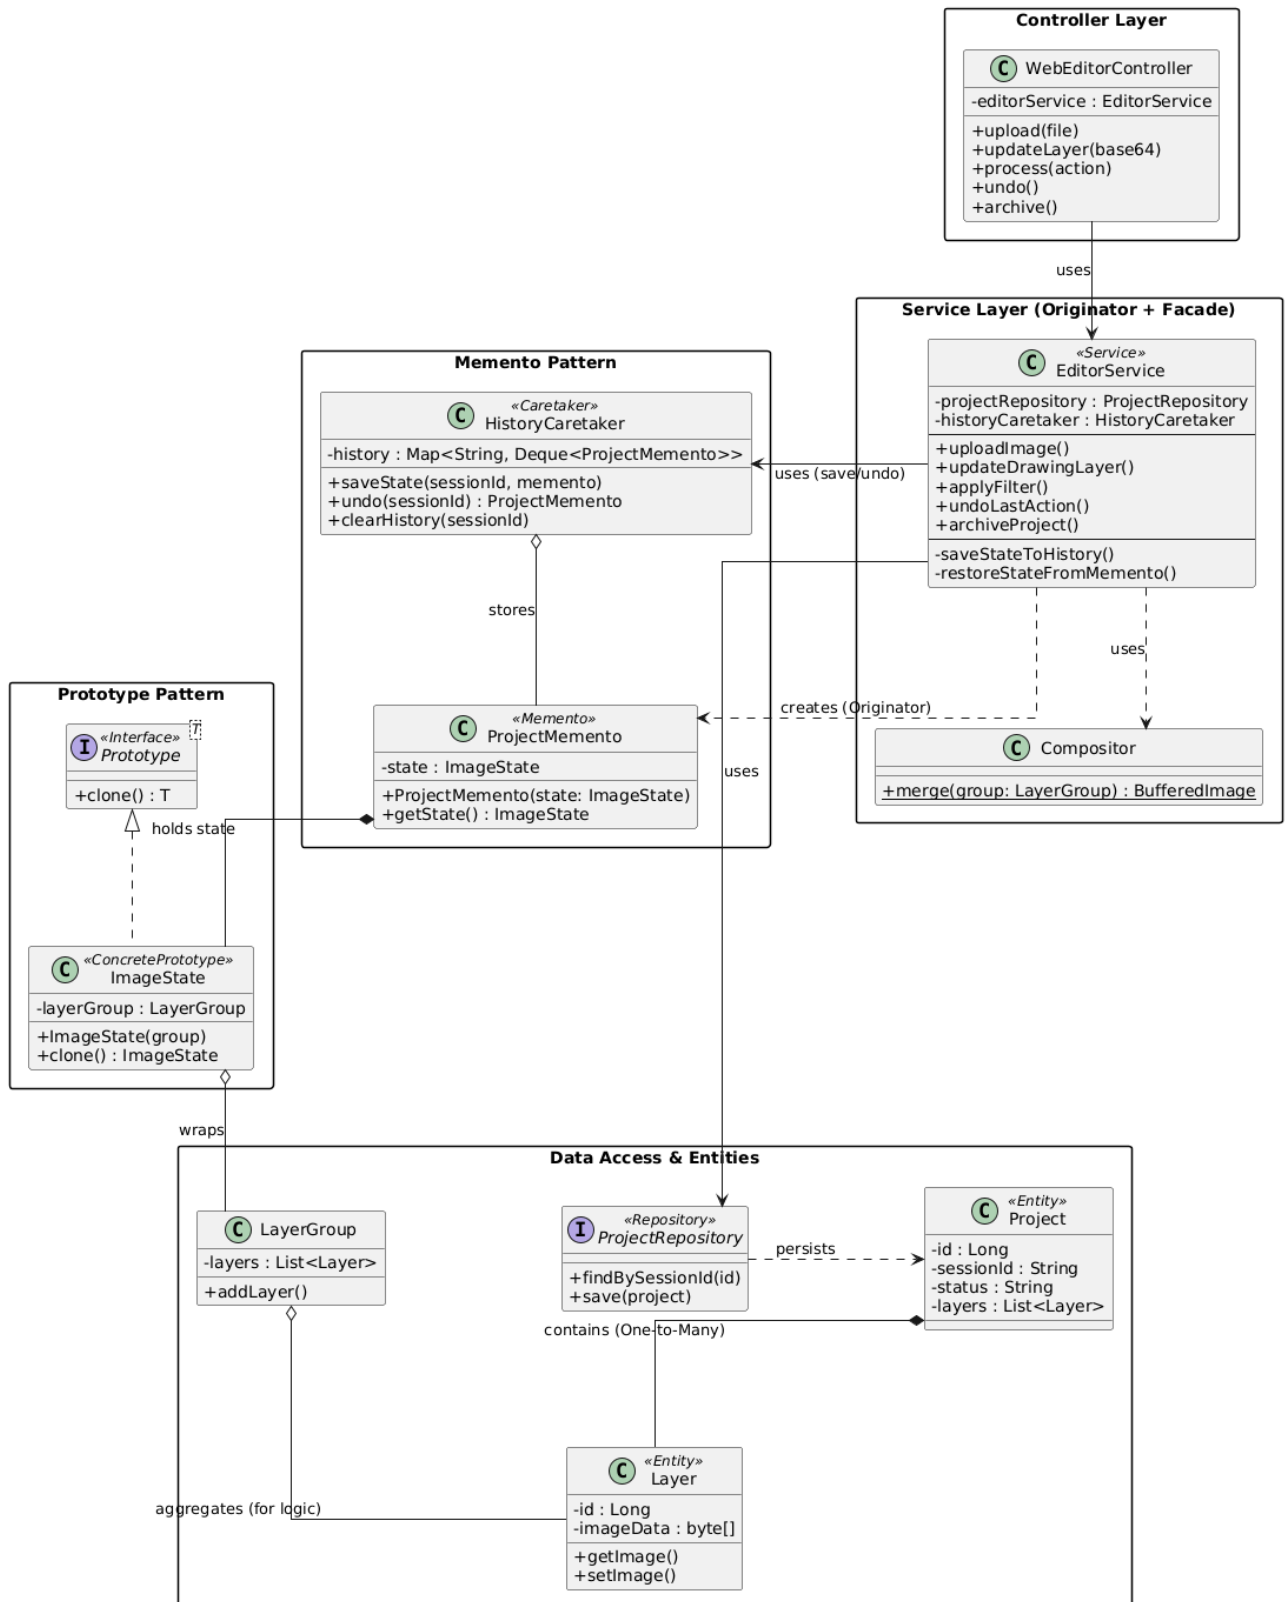 Controller Layer
C WebEditorController
-editorService : EditorService
+upload(file)
+updateLayer(base64)
+process(action)
+undo()
+archive()
uses
Service Layer (Originator + Facade)
«Service»
C EditorService
-projectRepository : ProjectRepository
-historyCaretaker : HistoryCaretaker
+uploadImage()
+updateDrawingLayer()
+applyFilter()
+undoLastAction()
+archiveProject()
-saveStateToHistory()
-restoreStateFromMemento()
uses
C Compositor
+merge(group: LayerGroup) : BufferedImage
Memento Pattern
«Caretaker»
C HistoryCaretaker
-history : Map<String, Deque<ProjectMemento>>
+saveState(sessionId, memento)
+undo(sessionId) : ProjectMemento
+clearHistory(sessionId)
uses (save/undo)
stores
creates (Originator)
«Memento»
C ProjectMemento
-state : ImageState
+ProjectMemento(state: ImageState)
+getState() : ImageState
uses
Prototype Pattern
T
«Interface»
I Prototype
+clone() : T
holds state
«ConcretePrototype»
C ImageState
-layerGroup : LayerGroup
+ImageState(group)
+clone() : ImageState
wraps
Data Access & Entities
C LayerGroup
-layers : List<Layer>
+addLayer()
«Repository»
I ProjectRepository
+findBySessionId(id)
+save(project)
persists
«Entity»
C Project
-id : Long
-sessionId : String
-status : String
-layers : List<Layer>
contains (One-to-Many)
aggregates (for logic)
«Entity»
C Layer
-id : Long
-imageData : byte[]
+getImage()
+setImage()